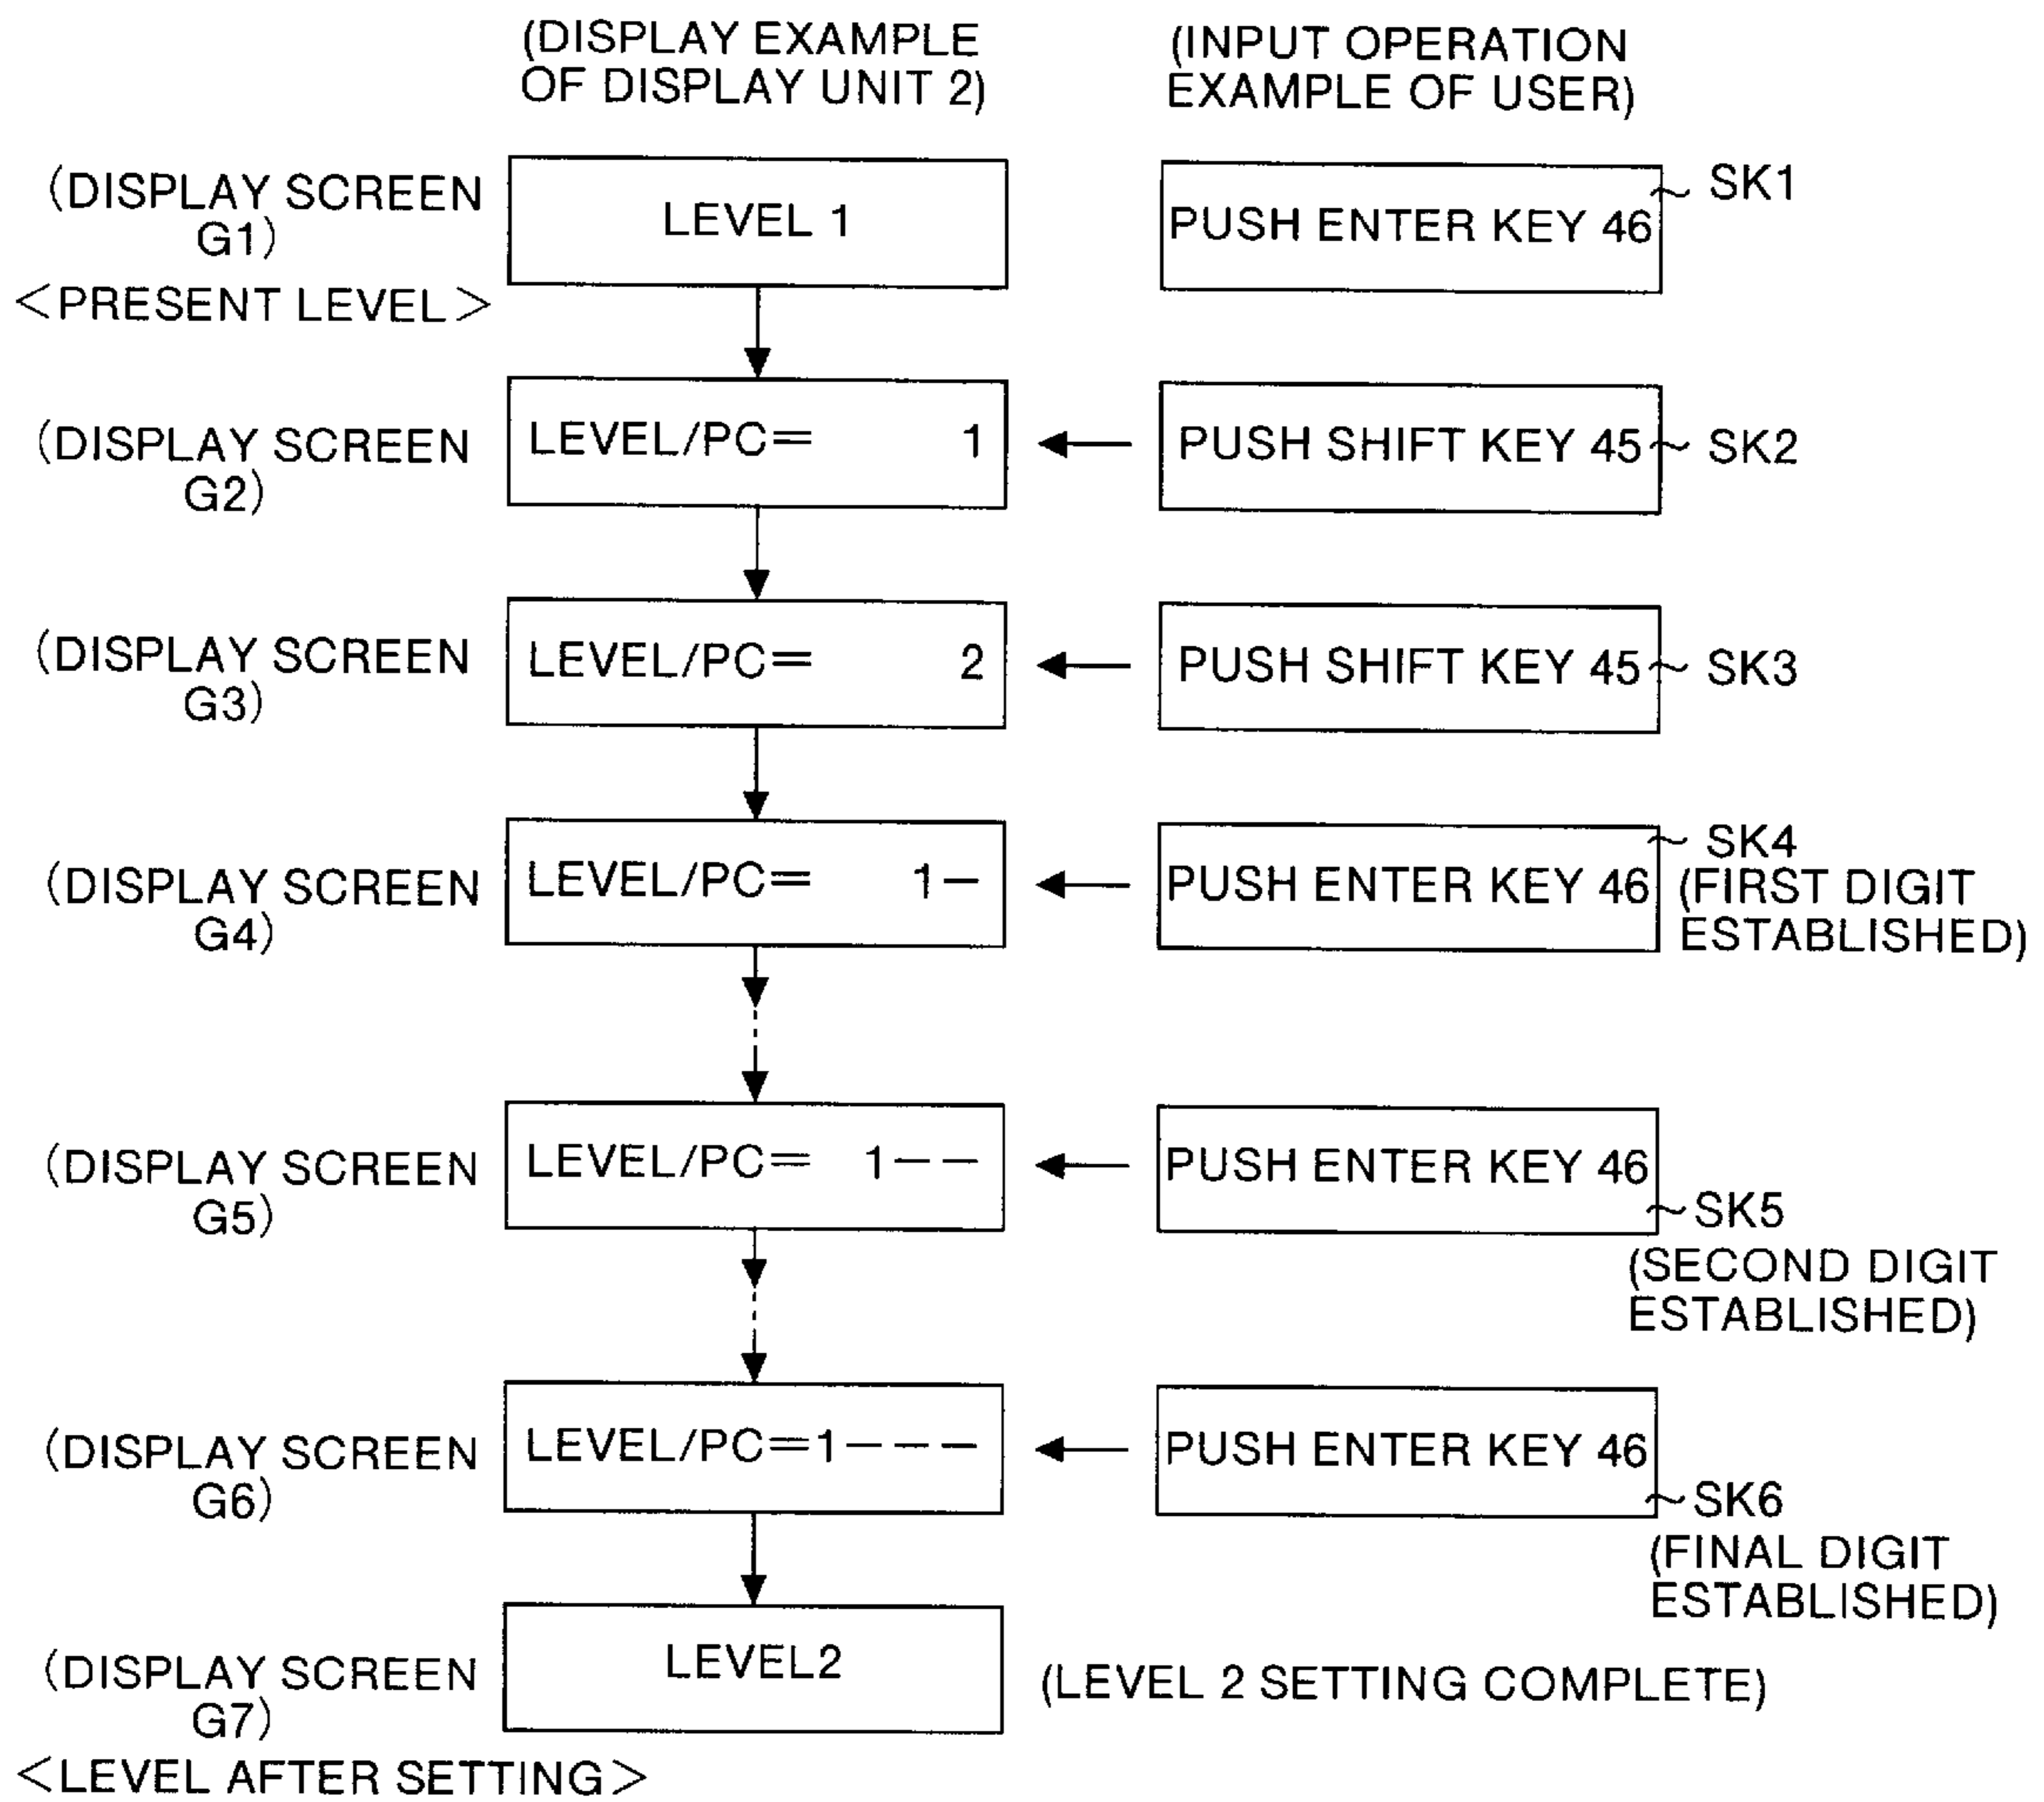 (DISPLAY EXAMPLE
OF DISPLAY UNIT 2)
(INPUT OPERATION
EXAMPLE OF USER)
(DISPLAY SCREEN
G1)
<PRESENT LEVEL>
LEVEL 1
PUSH ENTER KEY 46
SK1
(DISPLAY SCREEN
G2)
LEVEL/PC= 1
PUSH SHIFT KEY 45
SK2
(DISPLAY SCREEN
G3)
LEVEL/PC= 2
PUSH SHIFT KEY 45
SK3
(DISPLAY SCREEN
G4)
LEVEL/PC= 1—
PUSH ENTER KEY 46
SK4
(FIRST DIGIT
ESTABLISHED)
(DISPLAY SCREEN
G5)
LEVEL/PC= 1——
PUSH ENTER KEY 46
SK5
(SECOND DIGIT
ESTABLISHED)
(DISPLAY SCREEN
G6)
LEVEL/PC=1———
PUSH ENTER KEY 46
SK6
(FINAL DIGIT
ESTABLISHED)
(DISPLAY SCREEN
G7)
LEVEL2
(LEVEL 2 SETTING COMPLETE)
<LEVEL AFTER SETTING>